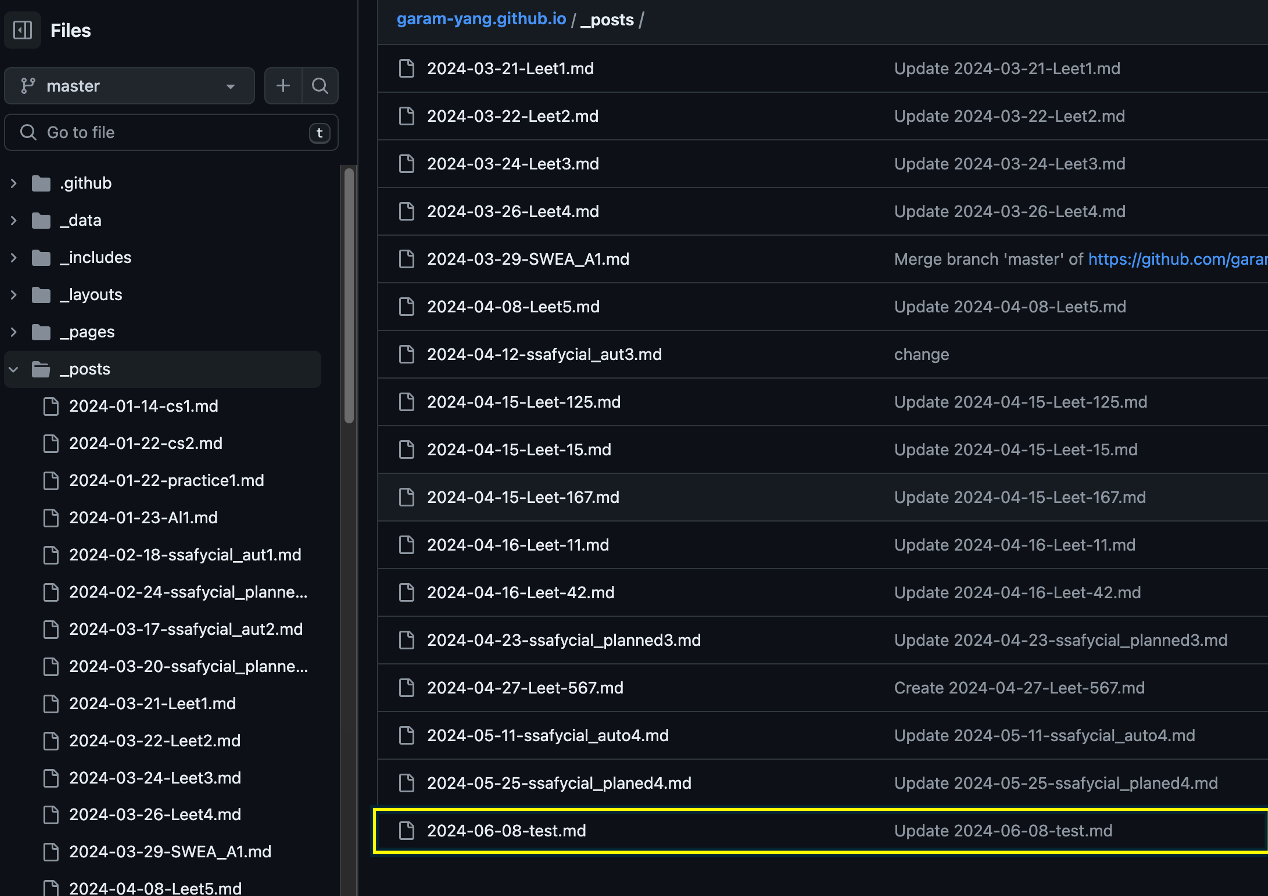 Files
master
Go to file
t
.github
_data
_includes
_layouts
_pages
_posts
2024-01-14-cs1.md
2024-01-22-cs2.md
2024-01-22-practice1.md
2024-01-23-Al1.md
2024-02-18-ssafycial_aut1.md
2024-02-24-ssafycial_planne...
2024-03-17-ssafycial_aut2.md
2024-03-20-ssafycial_planne...
2024-03-21-Leet1.md
2024-03-22-Leet2.md
2024-03-24-Leet3.md
2024-03-26-Leet4.md
2024-03-29-SWEA_A1.md
2024-04-08-Leet5.md
garam-yang.github.io / _posts /
2024-03-21-Leet1.md Update 2024-03-21-Leet1.md
2024-03-22-Leet2.md Update 2024-03-22-Leet2.md
2024-03-24-Leet3.md Update 2024-03-24-Leet3.md
2024-03-26-Leet4.md Update 2024-03-26-Leet4.md
2024-03-29-SWEA_A1.md Merge branch 'master' of https://github.com/garam
2024-04-08-Leet5.md Update 2024-04-08-Leet5.md
2024-04-12-ssafycial_aut3.md change
2024-04-15-Leet-125.md Update 2024-04-15-Leet-125.md
2024-04-15-Leet-15.md Update 2024-04-15-Leet-15.md
2024-04-15-Leet-167.md Update 2024-04-15-Leet-167.md
2024-04-16-Leet-11.md Update 2024-04-16-Leet-11.md
2024-04-16-Leet-42.md Update 2024-04-16-Leet-42.md
2024-04-23-ssafycial_planned3.md Update 2024-04-23-ssafycial_planned3.md
2024-04-27-Leet-567.md Create 2024-04-27-Leet-567.md
2024-05-11-ssafycial_auto4.md Update 2024-05-11-ssafycial_auto4.md
2024-05-25-ssafycial_planed4.md Update 2024-05-25-ssafycial_planed4.md
2024-06-08-test.md Update 2024-06-08-test.md